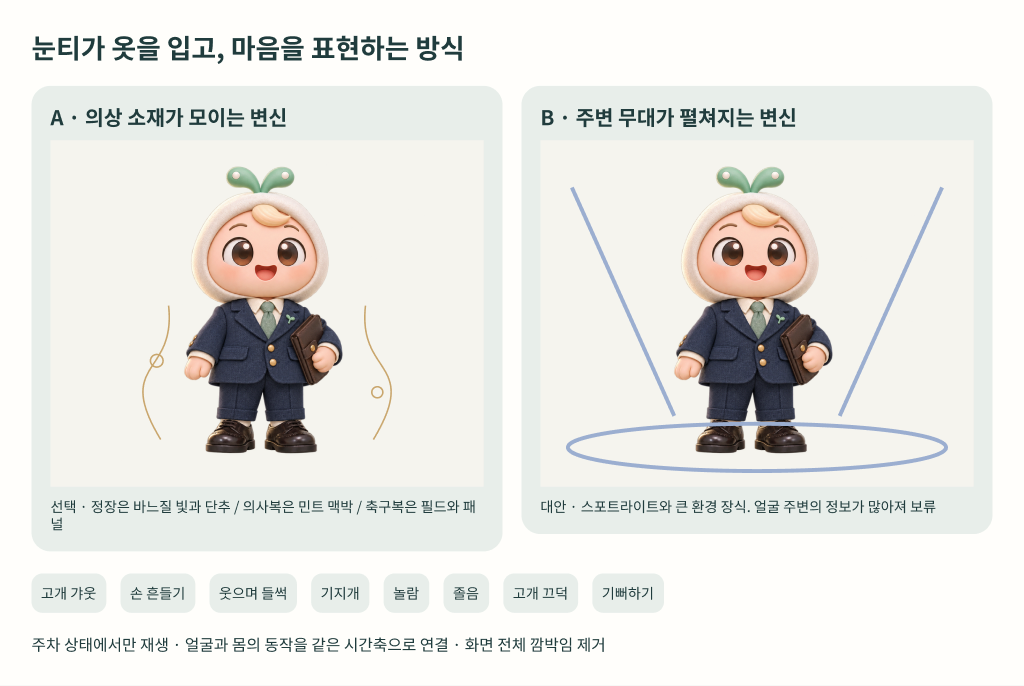 눈티가 옷을 입고, 마음을 표현하는 방식
A · 의상 소재가 모이는 변신
선택 · 정장은 바느질 빛과 단추 / 의사복은 민트 맥박 / 축구복은 필드와 패
널
B · 주변 무대가 펼쳐지는 변신
대안 · 스포트라이트와 큰 환경 장식. 얼굴 주변의 정보가 많아져 보류
고개 갸웃
손 흔들기
웃으며 들썩
기지개
놀람
졸음
고개 끄덕
기뻐하기
주차 상태에서만 재생 · 얼굴과 몸의 동작을 같은 시간축으로 연결 · 화면 전체 깜박임 제거